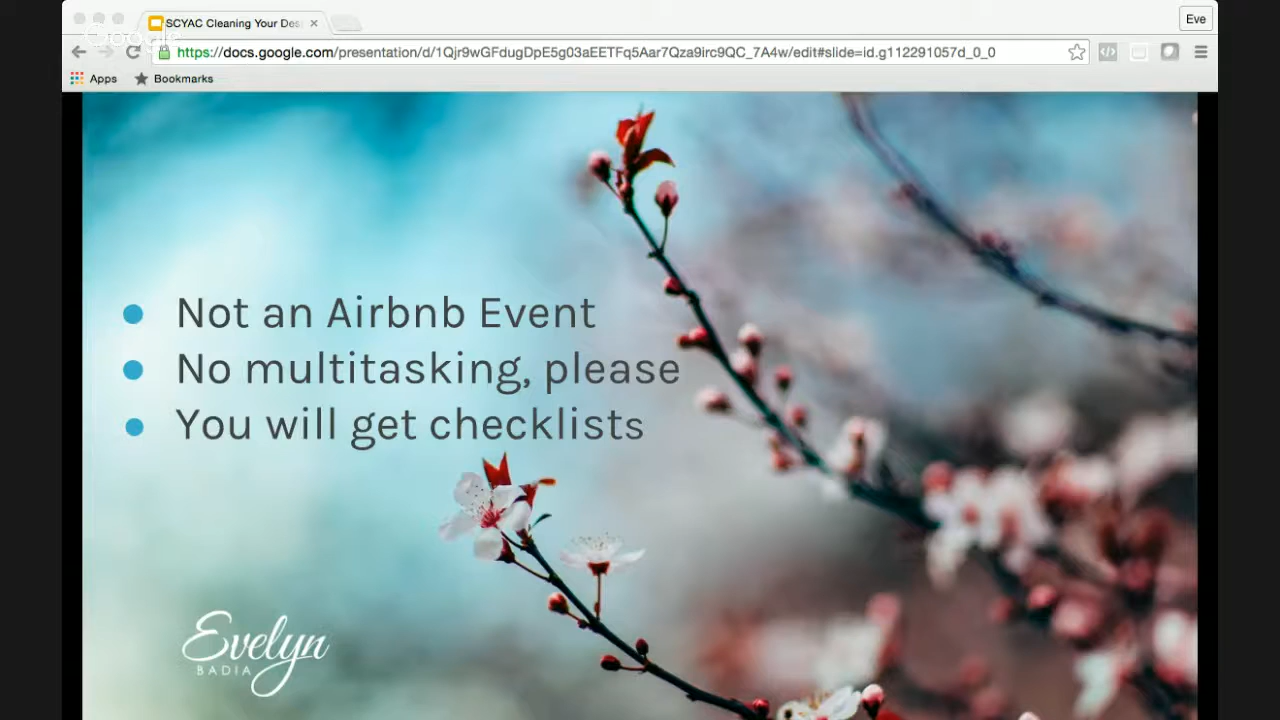 SCYAC Cleaning Your Des
Eve
Google
https://docs.google.com/presentation/d/1Qjr9wGFdugDpE5g03aEETFq5Aar7Qza9irc9QC_7A4w/edit#slide=id.g112291057d_0_0
Apps
Bookmarks
Not an Airbnb Event
No multitasking, please
You will get checklists
Evelyn
BADIA